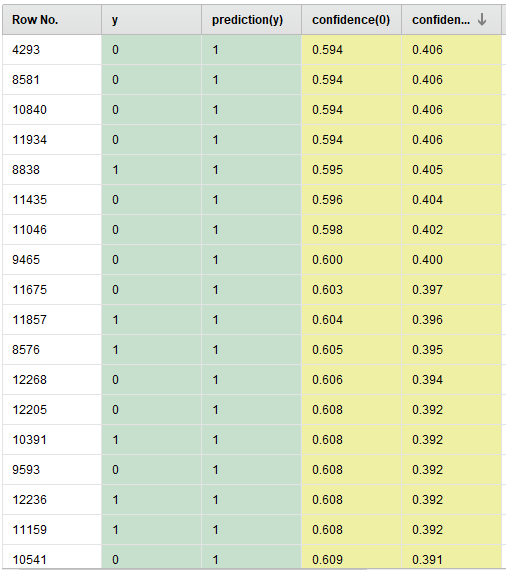 Row No. y prediction(y) confidence(0) confiden...
4293 0 1 0.594 0.406
8581 0 1 0.594 0.406
10840 0 1 0.594 0.406
11934 0 1 0.594 0.406
8838 1 1 0.595 0.405
11435 0 1 0.596 0.404
11046 0 1 0.598 0.402
9465 0 1 0.600 0.400
11675 0 1 0.603 0.397
11857 1 1 0.604 0.396
8576 1 1 0.605 0.395
12268 0 1 0.606 0.394
12205 0 1 0.608 0.392
10391 1 1 0.608 0.392
9593 0 1 0.608 0.392
12236 1 1 0.608 0.392
11159 1 1 0.608 0.392
10541 0 1 0.609 0.391